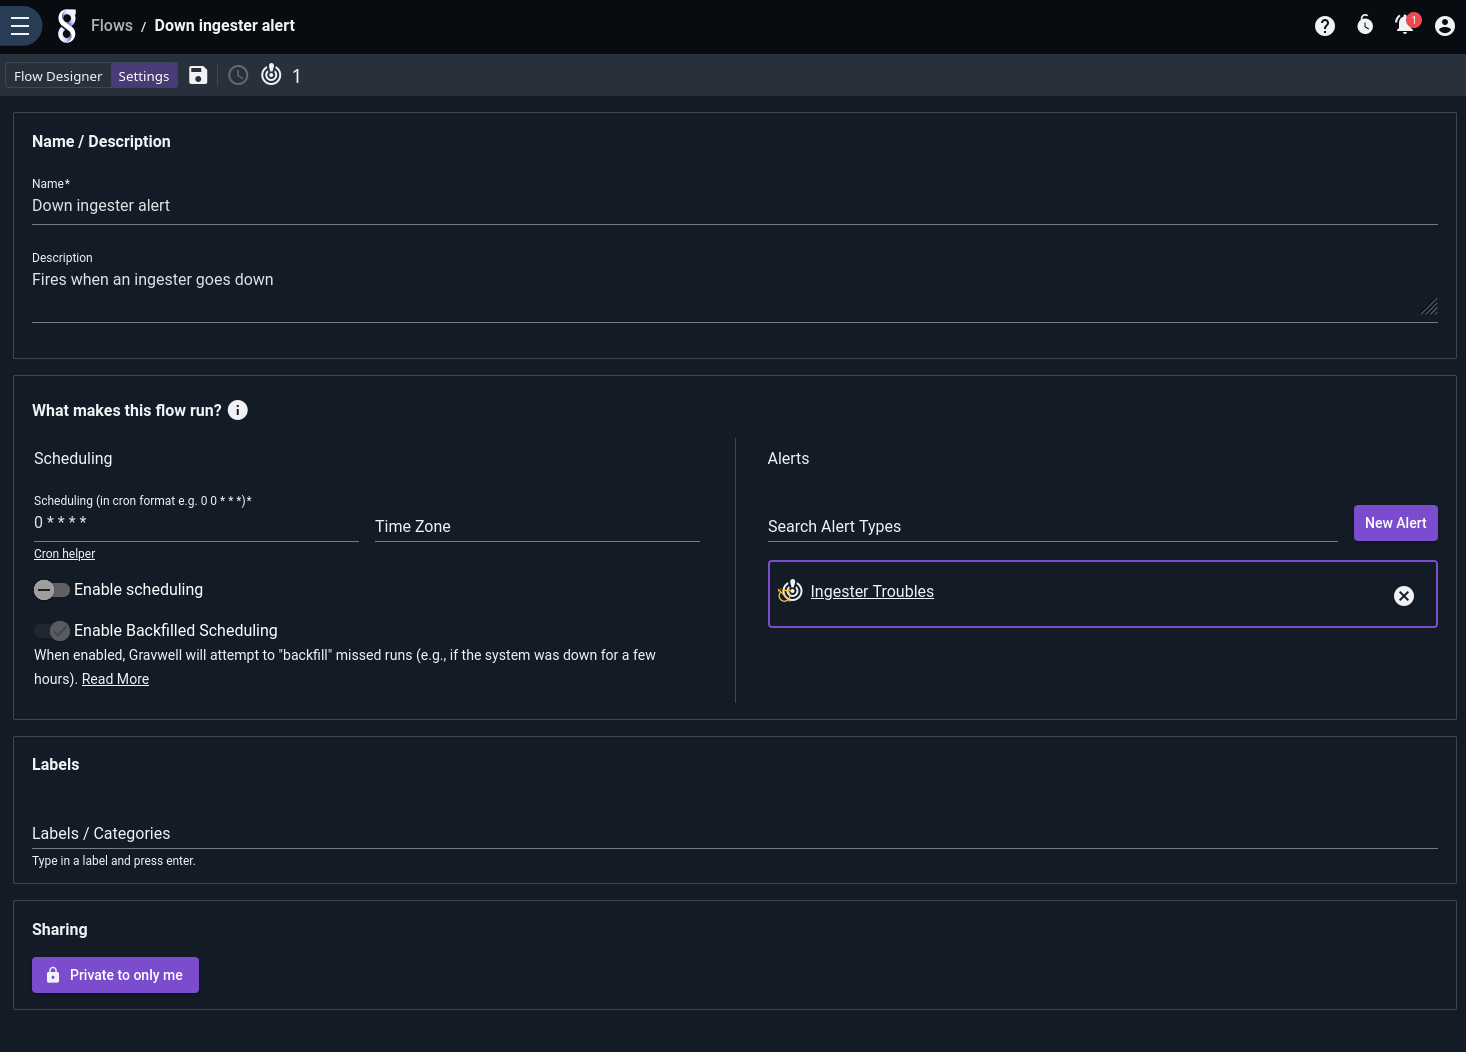 Flows / Down ingester alert
1
Flow Designer Settings
1
Name / Description
Name*
Down ingester alert
Description
Fires when an ingester goes down
What makes this flow run?
Scheduling
Scheduling (in cron format e.g. 0 0 * * *)*
0 * * * *
Time Zone
Cron helper
Enable scheduling
Enable Backfilled Scheduling
When enabled, Gravwell will attempt to "backfill" missed runs (e.g., if the system was down for a few
hours). Read More
Alerts
Search Alert Types
New Alert
Ingester Troubles
Labels
Labels / Categories
Type in a label and press enter.
Sharing
Private to only me